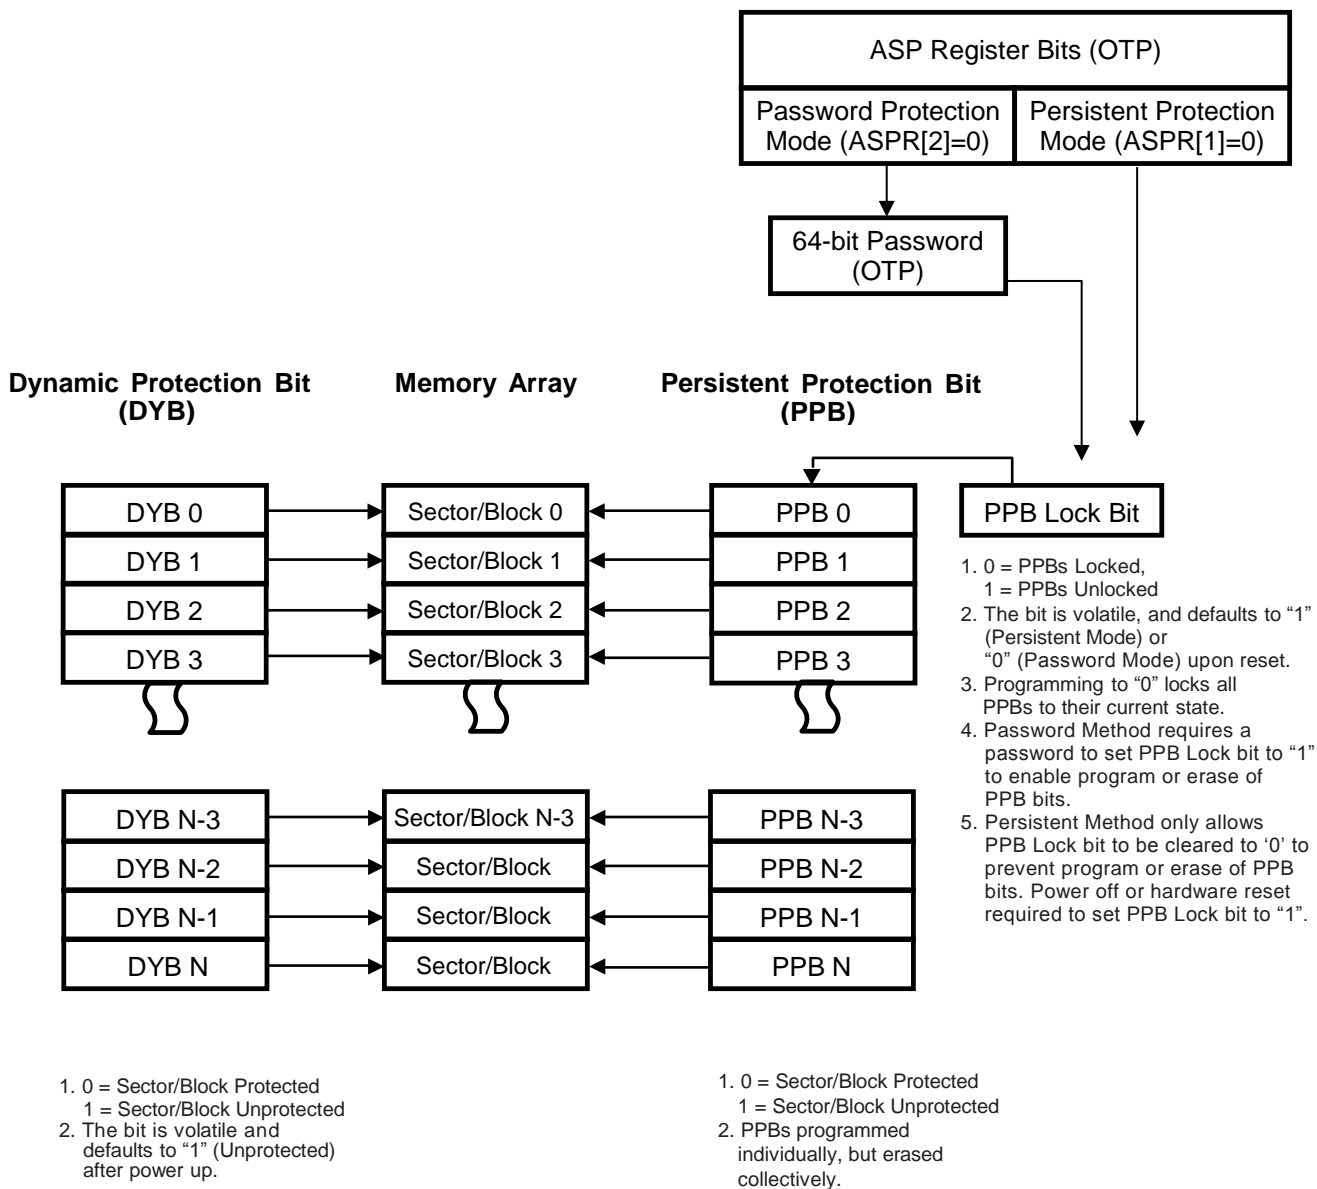 ASP Register Bits (OTP)
Password Protection
Mode (ASPR[2]=0)
Persistent Protection
Mode (ASPR[1]=0)
64-bit Password
(OTP)
Dynamic Protection Bit
(DYB)
Memory Array
Persistent Protection Bit
(PPB)
DYB 0
Sector/Block 0
PPB 0
PPB Lock Bit
DYB 1
Sector/Block 1
PPB 1
DYB 2
Sector/Block 2
PPB 2
DYB 3
Sector/Block 3
PPB 3
1. 0 = PPBs Locked,
1 = PPBs Unlocked
2. The bit is volatile, and defaults to “1”
(Persistent Mode) or
“0” (Password Mode) upon reset.
3. Programming to “0” locks all
PPBs to their current state.
4. Password Method requires a
password to set PPB Lock bit to “1”
to enable program or erase of
PPB bits.
5. Persistent Method only allows
PPB Lock bit to be cleared to ‘0’ to
prevent program or erase of PPB
bits. Power off or hardware reset
required to set PPB Lock bit to “1”.
DYB N-3
Sector/Block N-3
PPB N-3
DYB N-2
Sector/Block
PPB N-2
DYB N-1
Sector/Block
PPB N-1
DYB N
Sector/Block
PPB N
1. 0 = Sector/Block Protected
1 = Sector/Block Unprotected
2. The bit is volatile and
defaults to “1” (Unprotected)
after power up.
1. 0 = Sector/Block Protected
1 = Sector/Block Unprotected
2. PPBs programmed
individually, but erased
collectively.